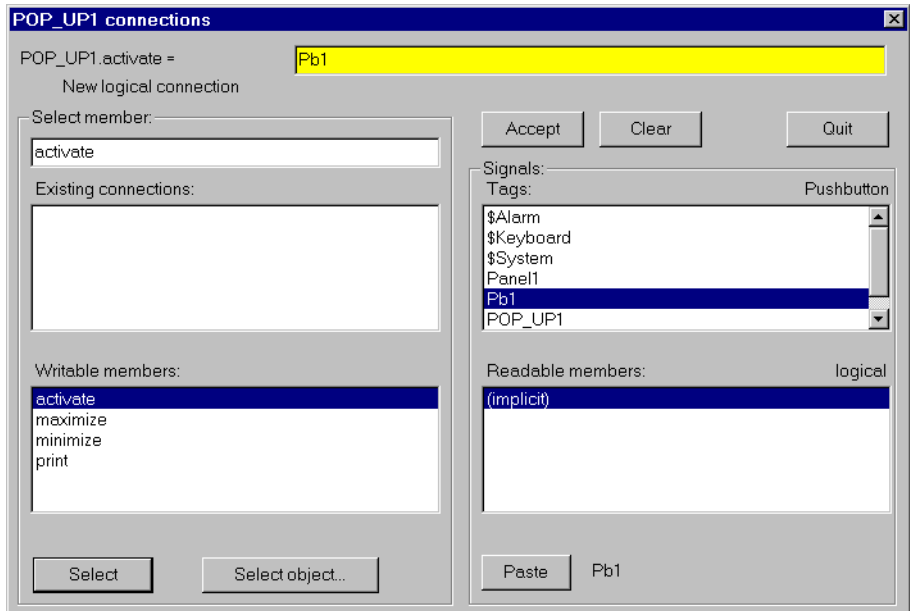 POP_UP1 connections
POP_UP1.activate = Pb1
New logical connection
Select member:
activate
Existing connections:
Writable members:
activate
maximize
minimize
print
Select Select object...
Accept Clear Quit
Signals:
Tags: Pushbutton
$Alarm
$Keyboard
$System
Panel1
Pb1
POP_UP1
Readable members: logical
(implicit)
Paste Pb1